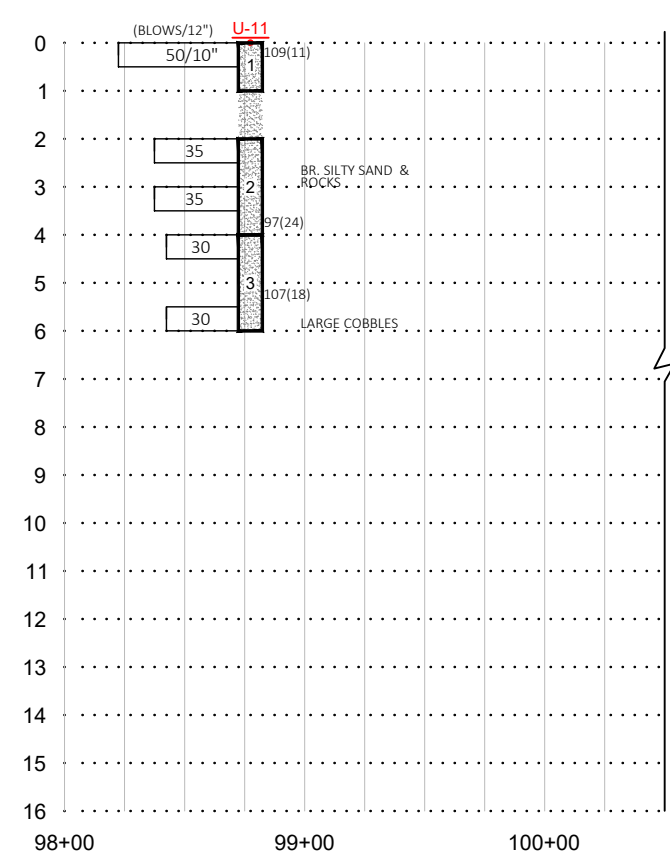 (BLOWS/12") U-11
0 50/10" 1 109(11)
1
2 35
BR. SILTY SAND &
3 35 2 ROCKS
97(24)
4 30
5 3
107(18)
6 30 LARGE COBBLES
7
8
9
10
11
12
13
14
15
16
98+00 99+00 100+00